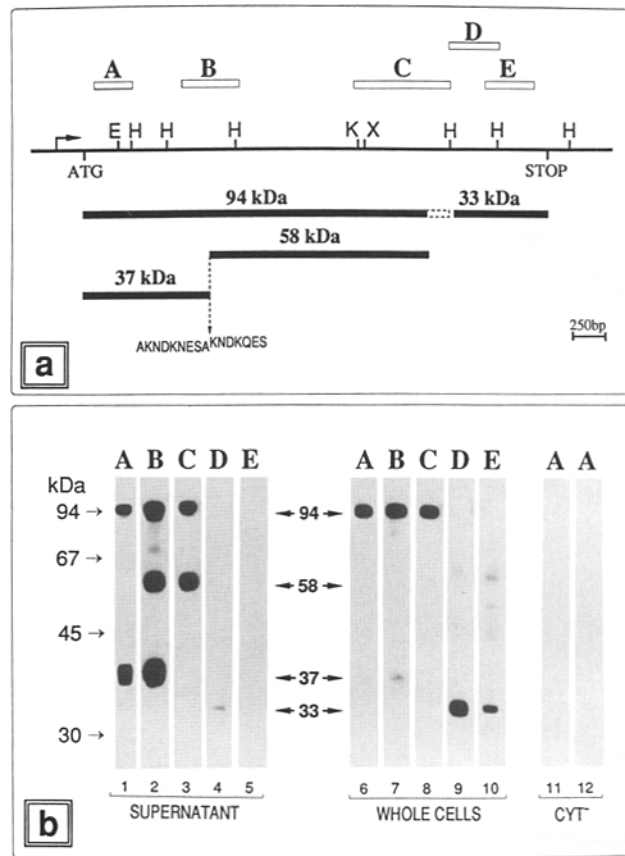 D
A B C E
E H H H K X H H H
ATG STOP
94 kDa 33 kDa
58 kDa
37 kDa
AKNDKNESAKNDKQES
250bp
a
A B C D E A B C D E A A
kDa
94 → ← 94 →
67 →
← 58 →
45 →
← 37 →
← 33 →
30 →
1 2 3 4 5 6 7 8 9 10 11 12
SUPERNATANT WHOLE CELLS CYT⁻
b